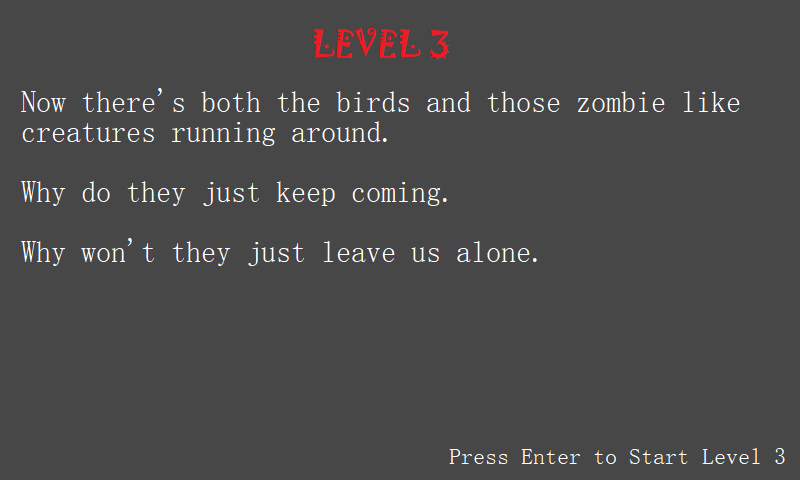 LEVEL 3
Now there's both the birds and those zombie like
creatures running around.
Why do they just keep coming.
Why won't they just leave us alone.
Press Enter to Start Level 3